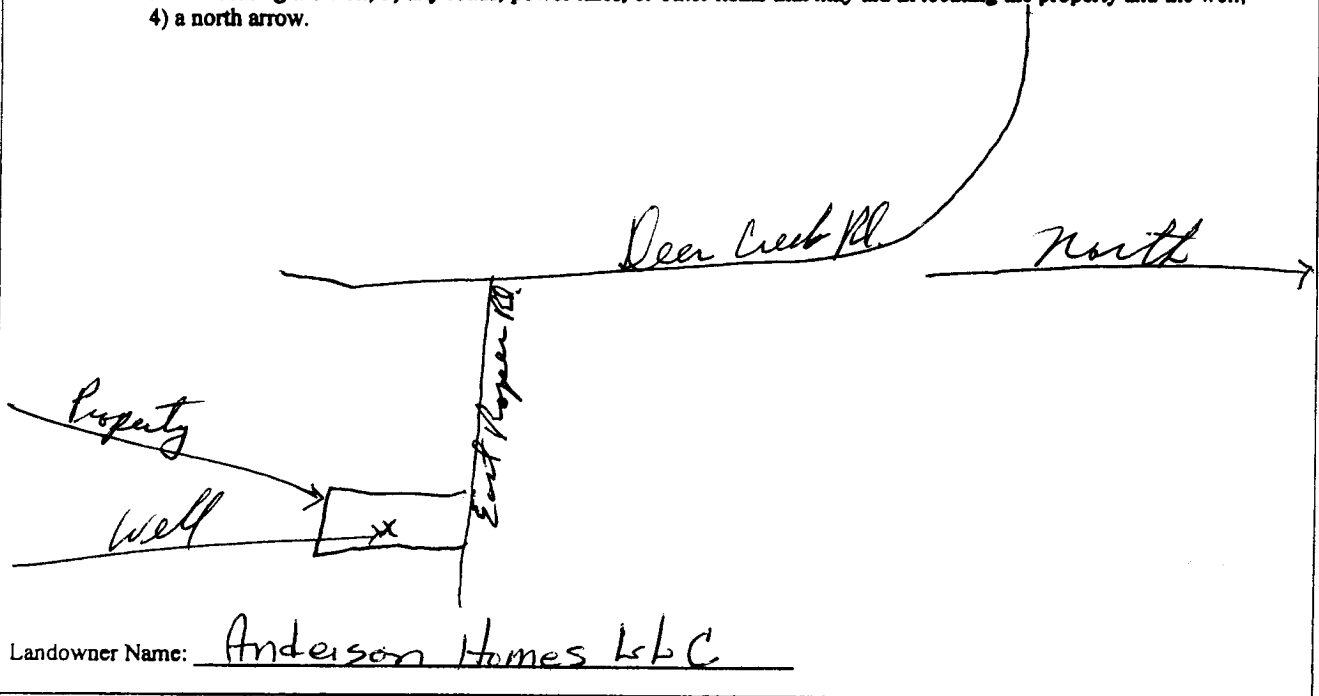 4) a north arrow.
Deer Creek Rd.
North
East Roper Rd.
Property
Well
Landowner Name: Anderson Homes LLC